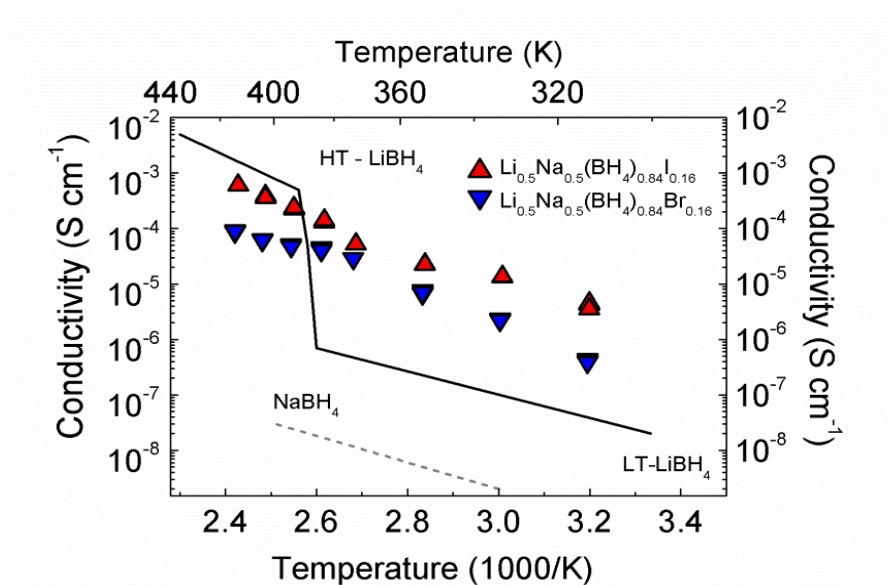 Temperature (K)
440 400 360 320
10⁻² 10⁻²
HT - LiBH₄
Li₀.₅Na₀.₅(BH₄)₀.₈₄I₀.₁₆
10⁻³ 10⁻³
Li₀.₅Na₀.₅(BH₄)₀.₈₄Br₀.₁₆
10⁻⁴ 10⁻⁴
10⁻⁵ 10⁻⁵
10⁻⁶ 10⁻⁶
10⁻⁷ 10⁻⁷
NaBH₄
10⁻⁸ 10⁻⁸
LT-LiBH₄
Conductivity (S cm⁻¹)
Conductivity (S cm⁻¹)
2.4 2.6 2.8 3.0 3.2 3.4
Temperature (1000/K)